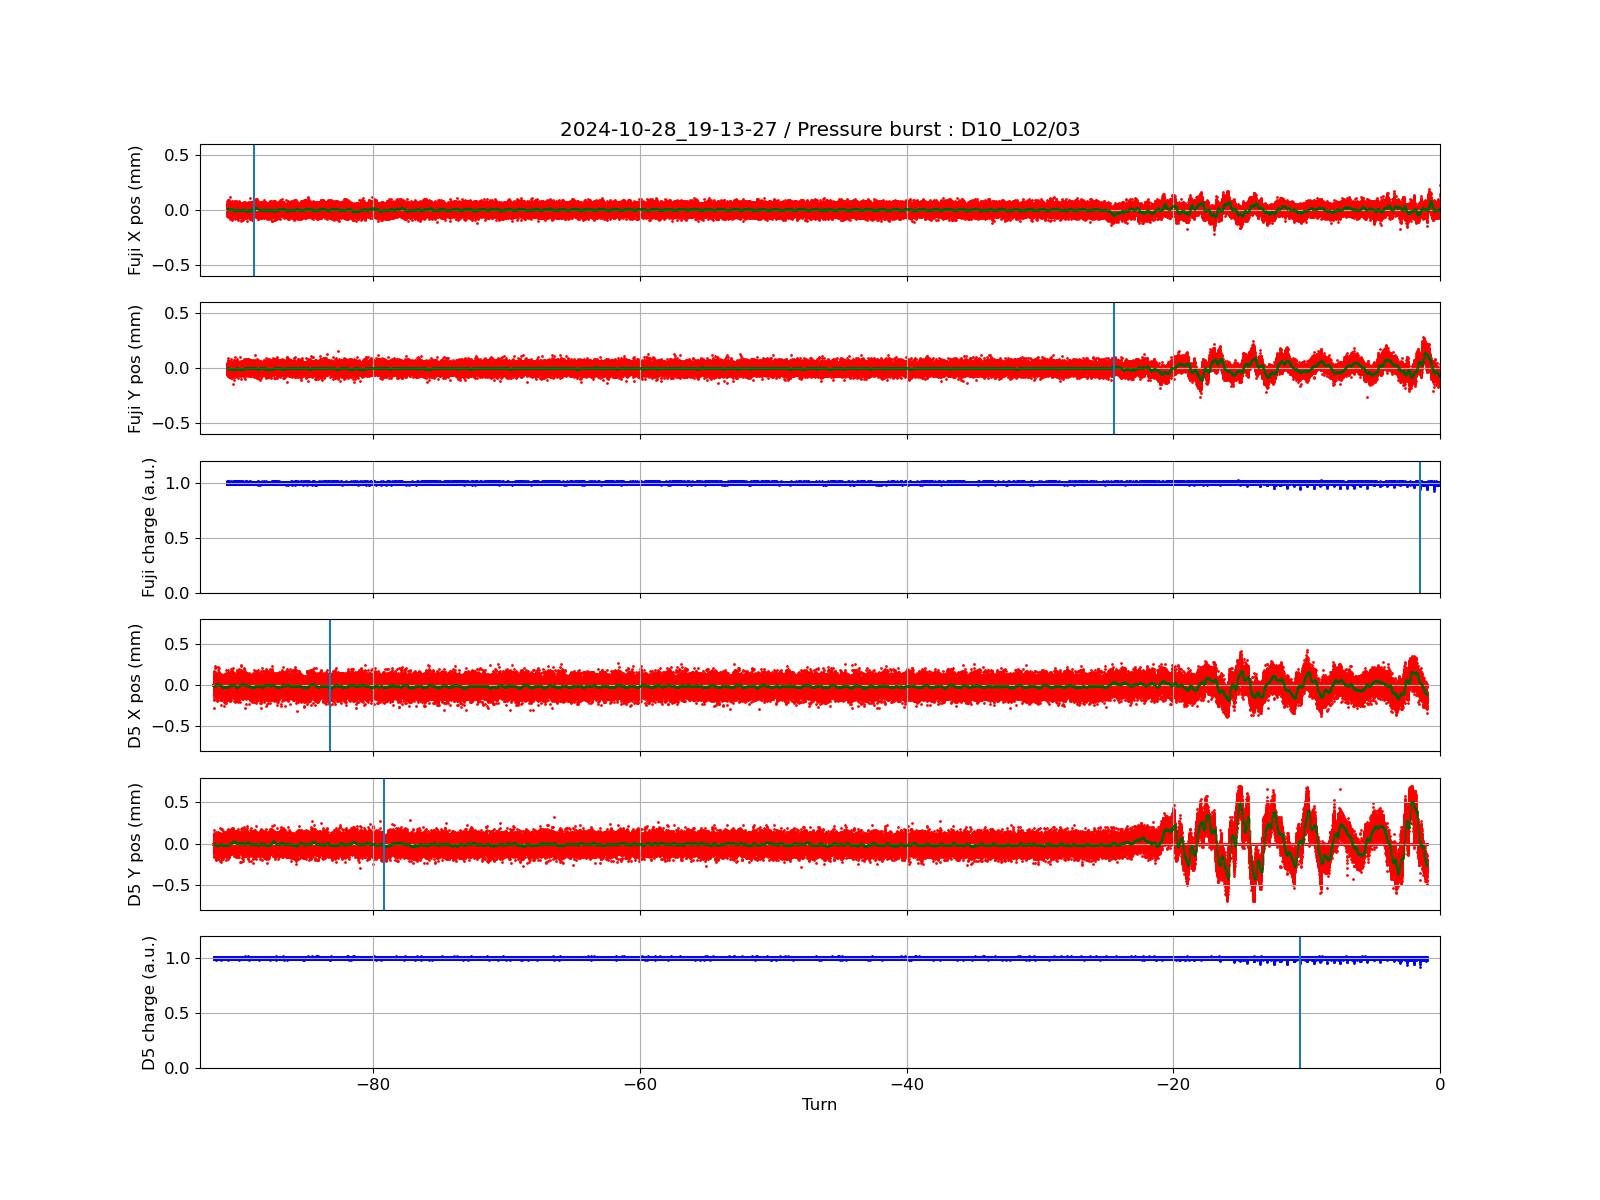 2024-10-28_19-13-27 / Pressure burst : D10_L02/03
Fuji X pos (mm)
0.5
0.0
−0.5
Fuji Y pos (mm)
0.5
0.0
−0.5
Fuji charge (a.u.)
1.0
0.5
0.0
D5 X pos (mm)
0.5
0.0
−0.5
D5 Y pos (mm)
0.5
0.0
−0.5
D5 charge (a.u.)
1.0
0.5
0.0
−80 −60 −40 −20 0
Turn